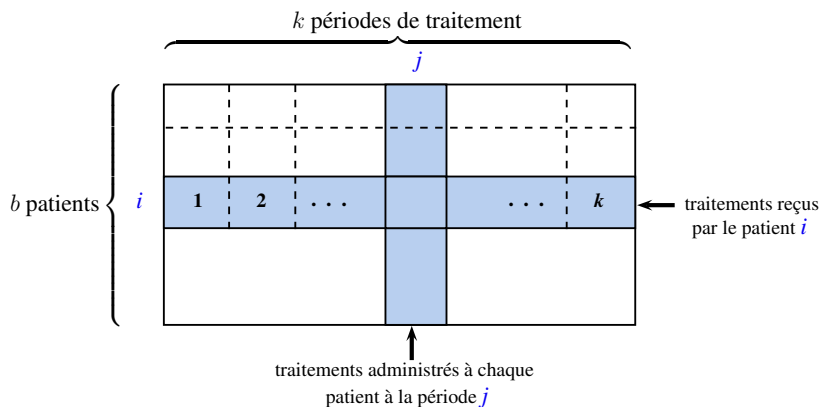 k périodes de traitement
j
b patients
i
1 2 ... ... k
traitements reçus
par le patient i
traitements administrés à chaque
patient à la période j